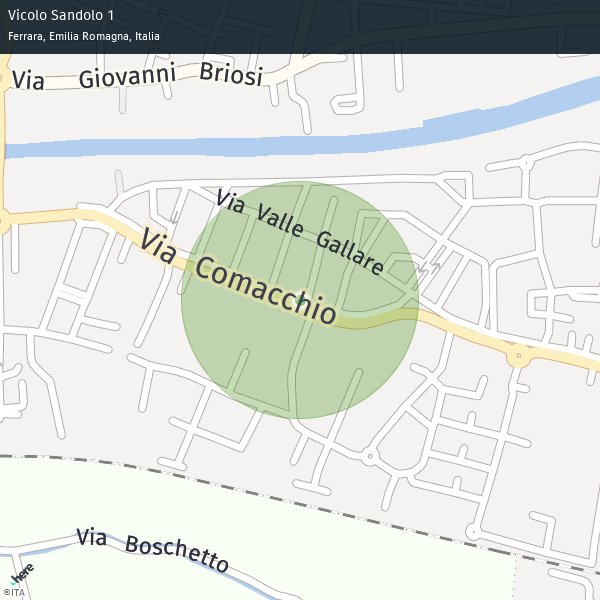 Vicolo Sandolo 1
Ferrara, Emilia Romagna, Italia
Via Giovanni Briosi
Via Valle Gallare
Via Comacchio
Via Boschetto
here
©ITA